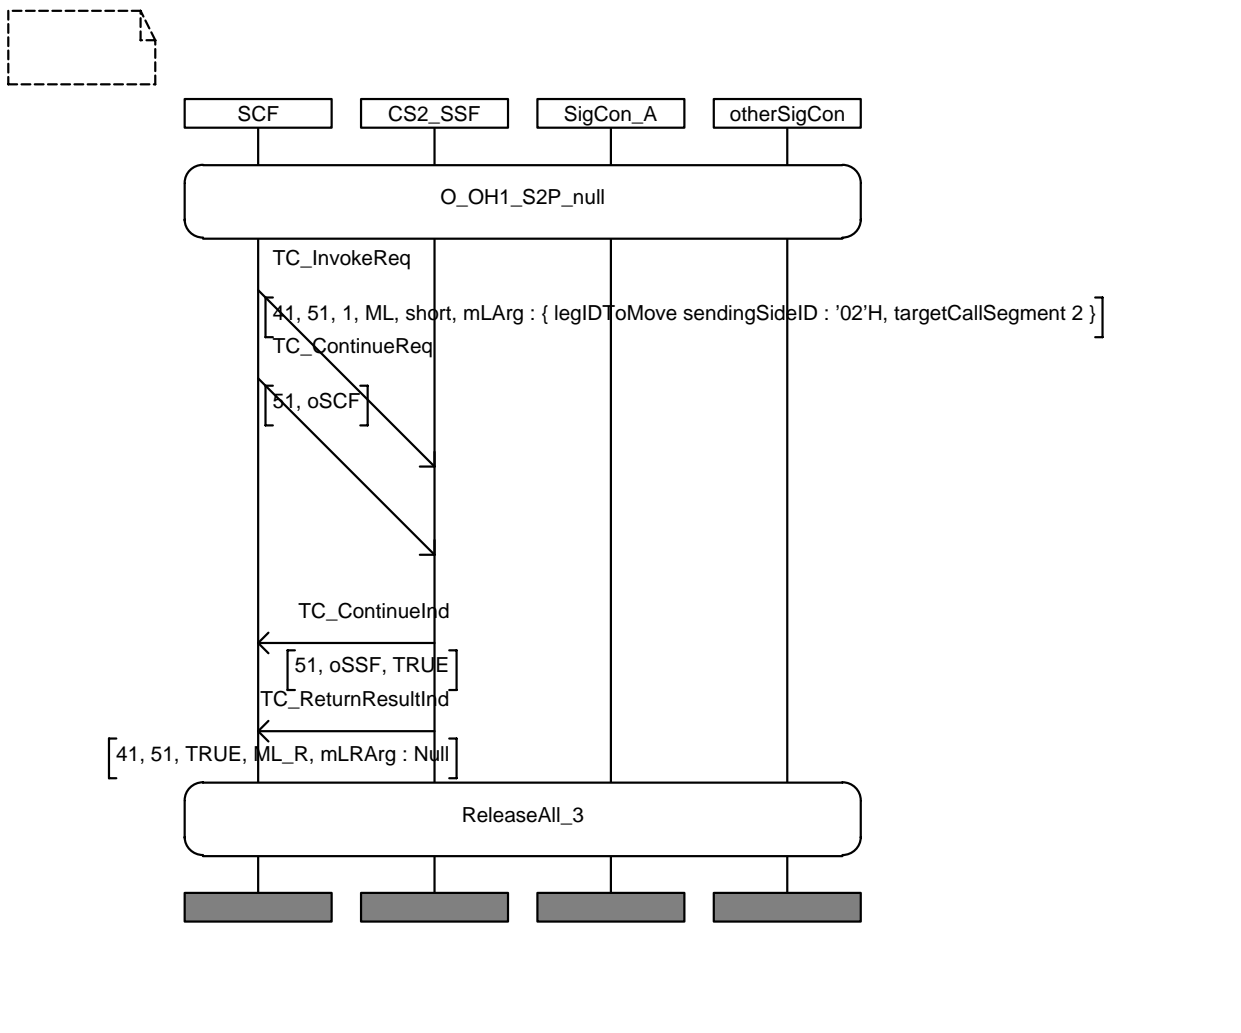 SCF
CS2_SSF
SigCon_A
otherSigCon
O_OH1_S2P_null
TC_InvokeReq
41, 51, 1, ML, short, mLArg : { legIDToMove sendingSideID : '02'H, targetCallSegment 2 }
TC_ContinueReq
51, oSCF
TC_ContinueInd
51, oSSF, TRUE
TC_ReturnResultInd
41, 51, TRUE, ML_R, mLRArg : Null
ReleaseAll_3